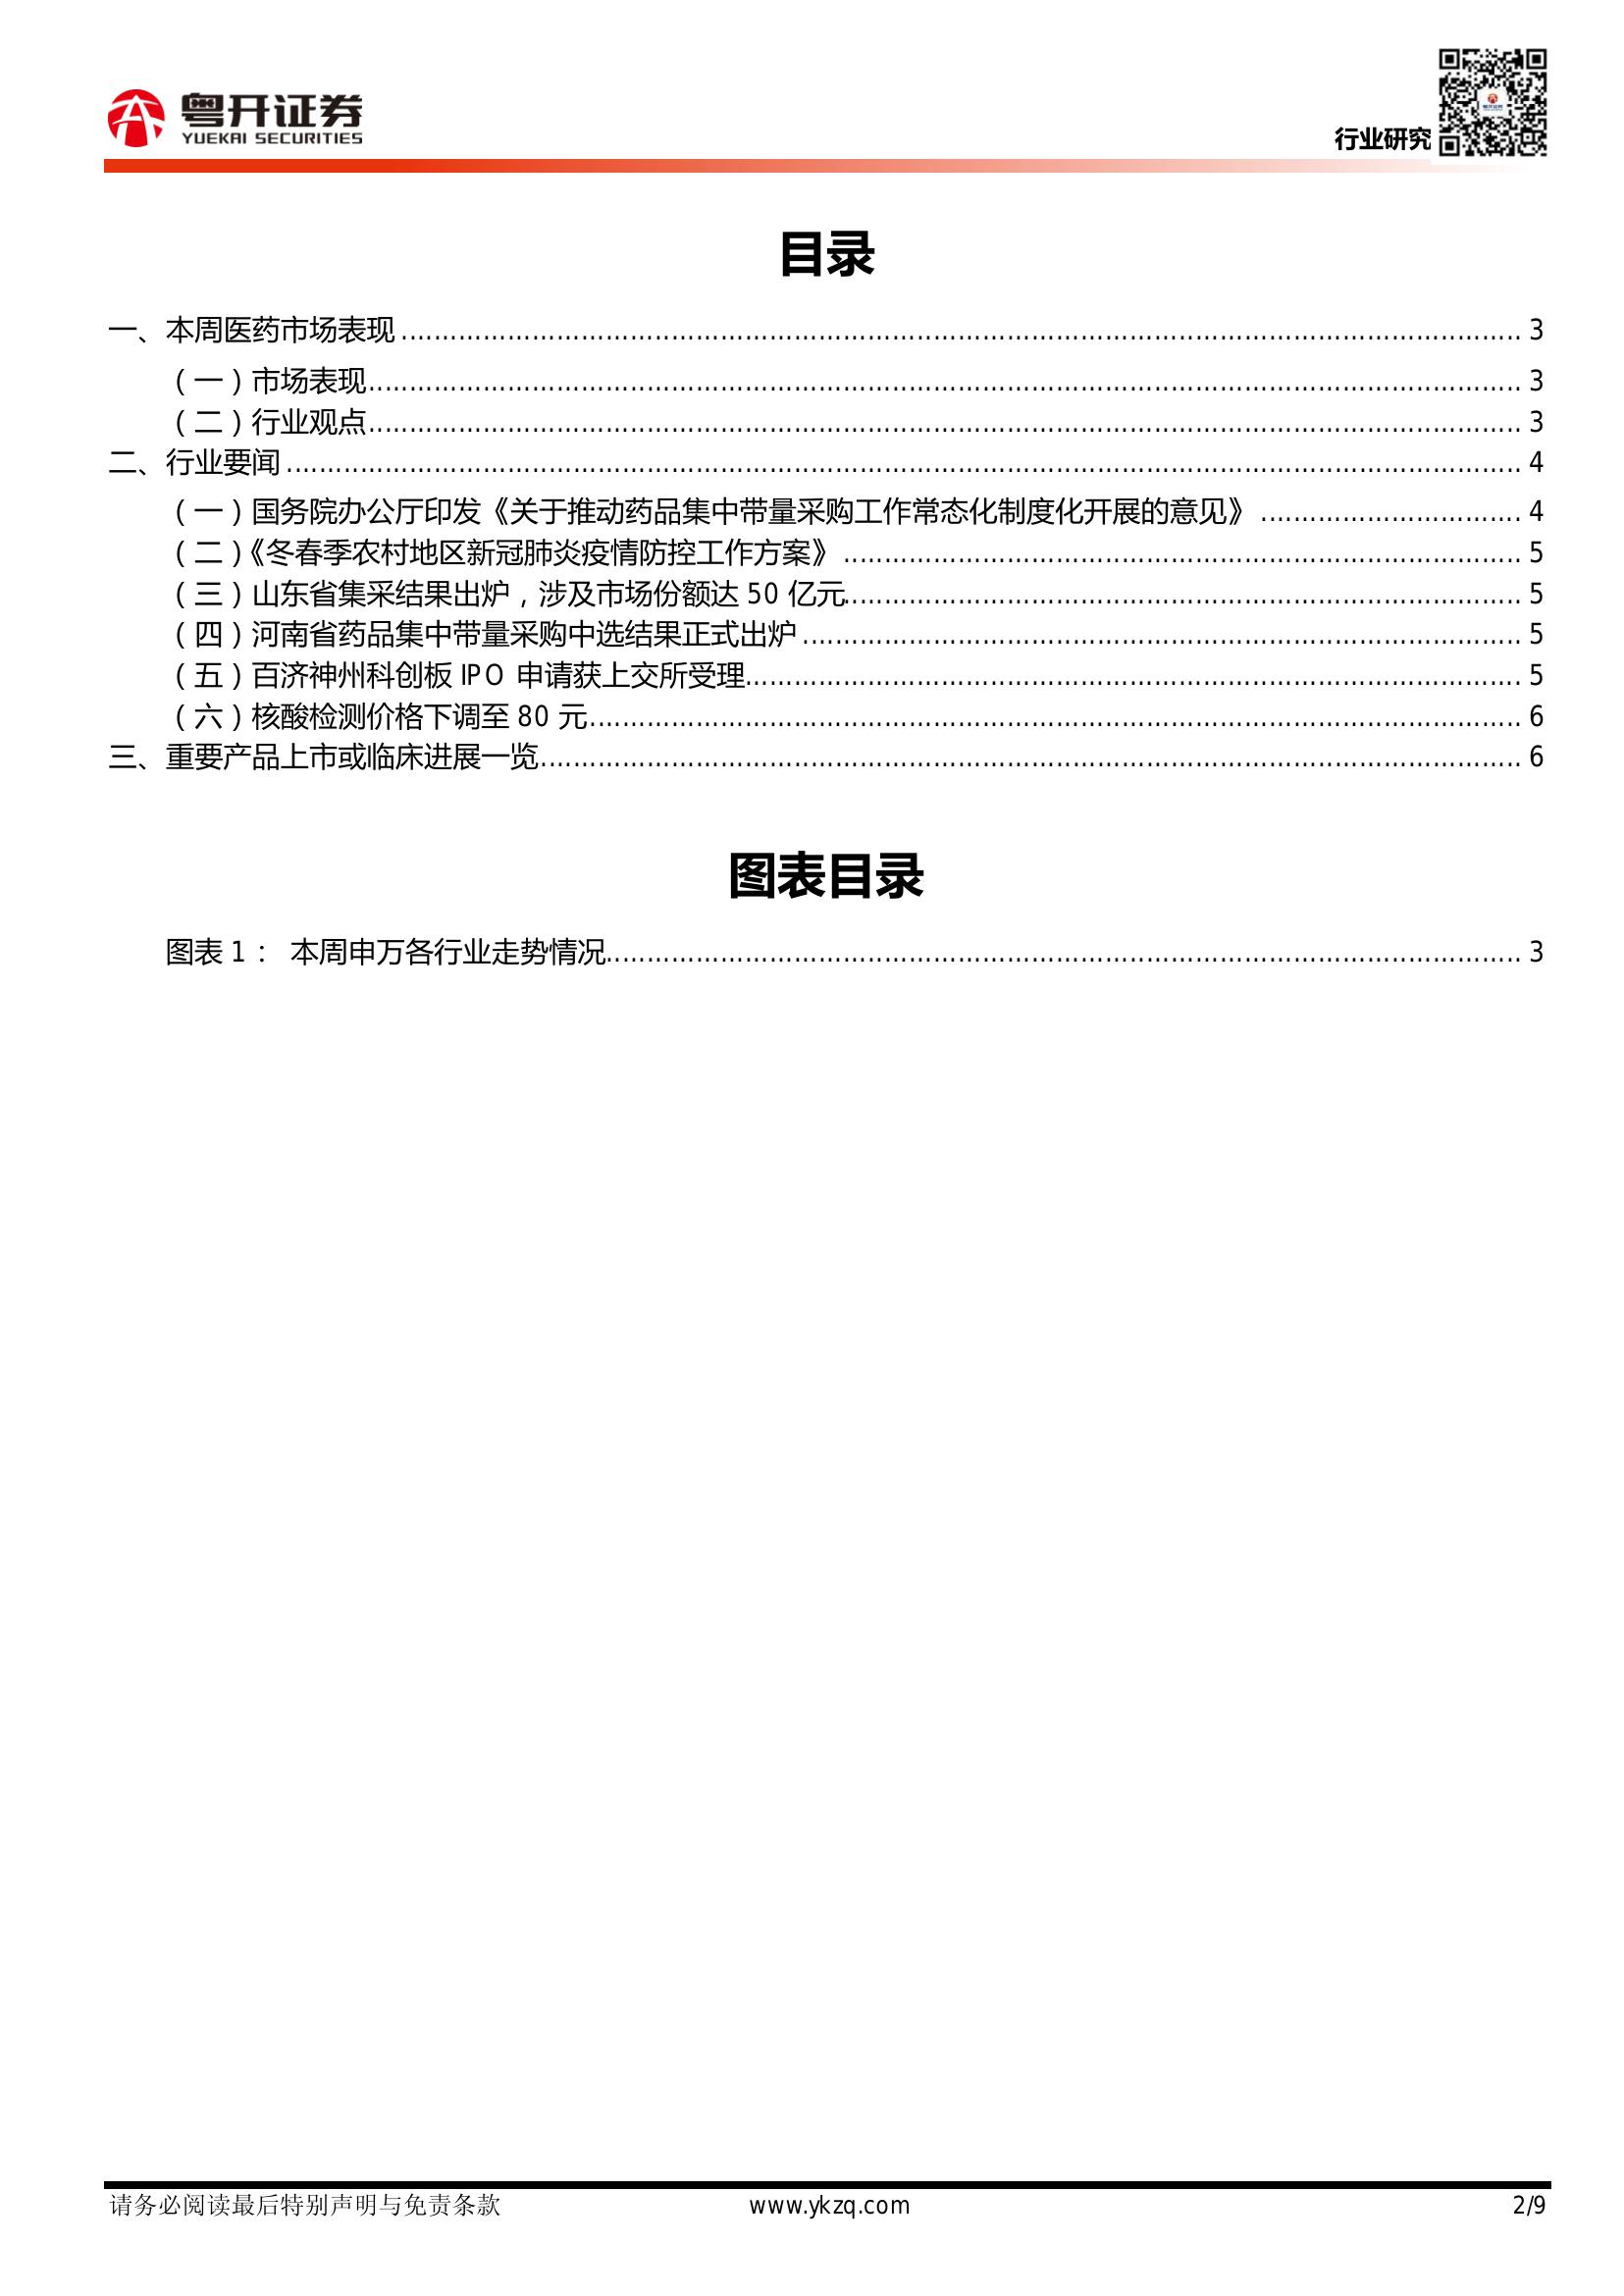 粤开证券
YUEKAI SECURITIES
行业研究
目录
一、本周医药市场表现 ........ 3
（一）市场表现........ 3
（二）行业观点........ 3
二、行业要闻 ........ 4
（一）国务院办公厅印发《关于推动药品集中带量采购工作常态化制度化开展的意见》 ........ 4
（二）《冬春季农村地区新冠肺炎疫情防控工作方案》 ........ 5
（三）山东省集采结果出炉，涉及市场份额达 50 亿元........ 5
（四）河南省药品集中带量采购中选结果正式出炉 ........ 5
（五）百济神州科创板 IPO 申请获上交所受理........ 5
（六）核酸检测价格下调至 80 元........ 6
三、重要产品上市或临床进展一览........ 6
图表目录
图表 1： 本周申万各行业走势情况........ 3
请务必阅读最后特别声明与免责条款 www.ykzq.com 2/9